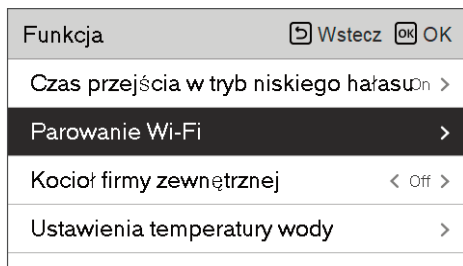 Funkcja Wstecz OK OK
Czas przejścia w tryb niskiego hałasu On >
Parowanie Wi-Fi >
Kocioł firmy zewnętrznej < Off >
Ustawienia temperatury wody >